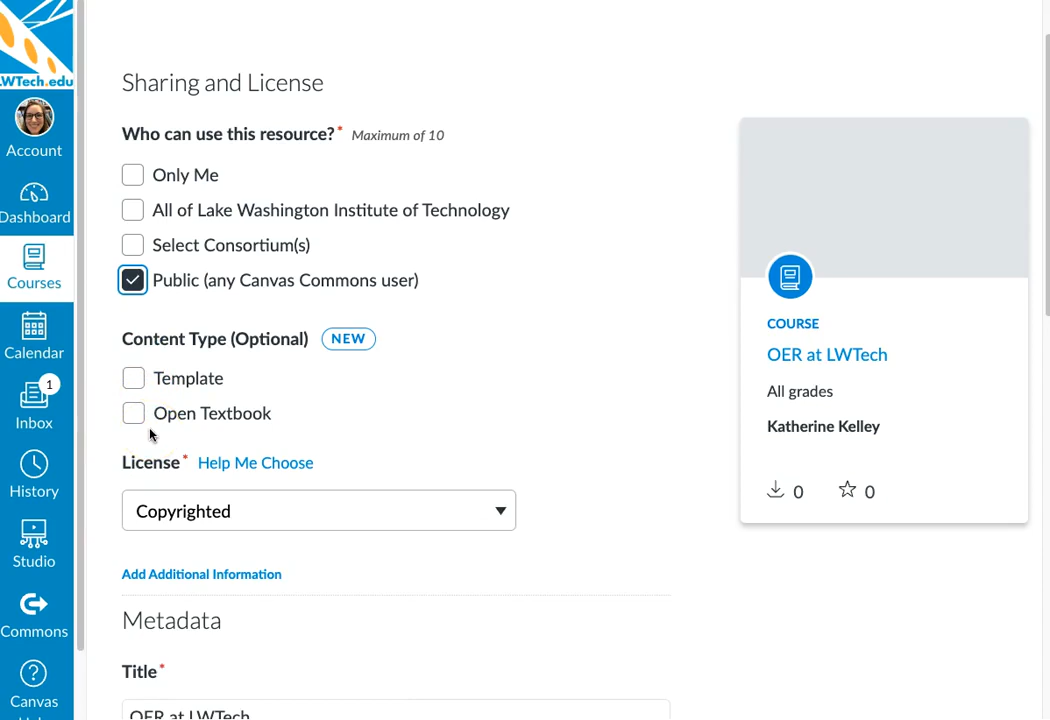 LWTech.edu
Account
Dashboard
Courses
Calendar
1
Inbox
History
Studio
Commons
Canvas
Sharing and License
Who can use this resource?* Maximum of 10
Only Me
All of Lake Washington Institute of Technology
Select Consortium(s)
Public (any Canvas Commons user)
Content Type (Optional) NEW
Template
Open Textbook
License* Help Me Choose
Copyrighted
Add Additional Information
Metadata
Title*
OER at LWTech
COURSE
OER at LWTech
All grades
Katherine Kelley
0 0